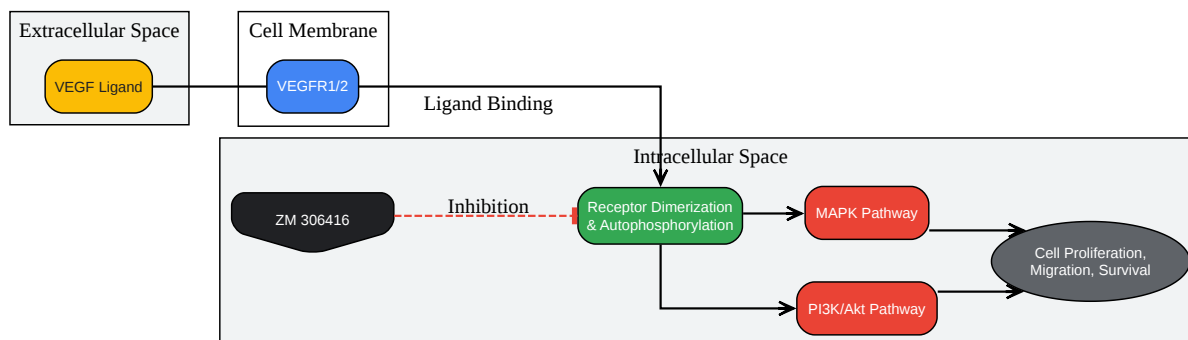 Extracellular Space
VEGF Ligand
Cell Membrane
VEGFR1/2
Ligand Binding
Intracellular Space
ZM 306416
Inhibition
Receptor Dimerization
& Autophosphorylation
MAPK Pathway
PI3K/Akt Pathway
Cell Proliferation,
Migration, Survival